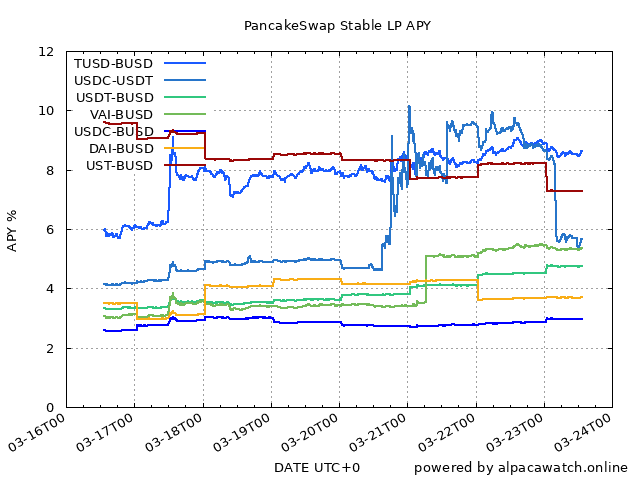 PancakeSwap Stable LP APY
12
10
8
6
4
2
0
APY %
TUSD-BUSD
USDC-USDT
USDT-BUSD
VAI-BUSD
USDC-BUSD
DAI-BUSD
UST-BUSD
03-16T00
03-17T00
03-18T00
03-19T00
03-20T00
03-21T00
03-22T00
03-23T00
03-24T00
DATE UTC+0
powered by alpacawatch.online